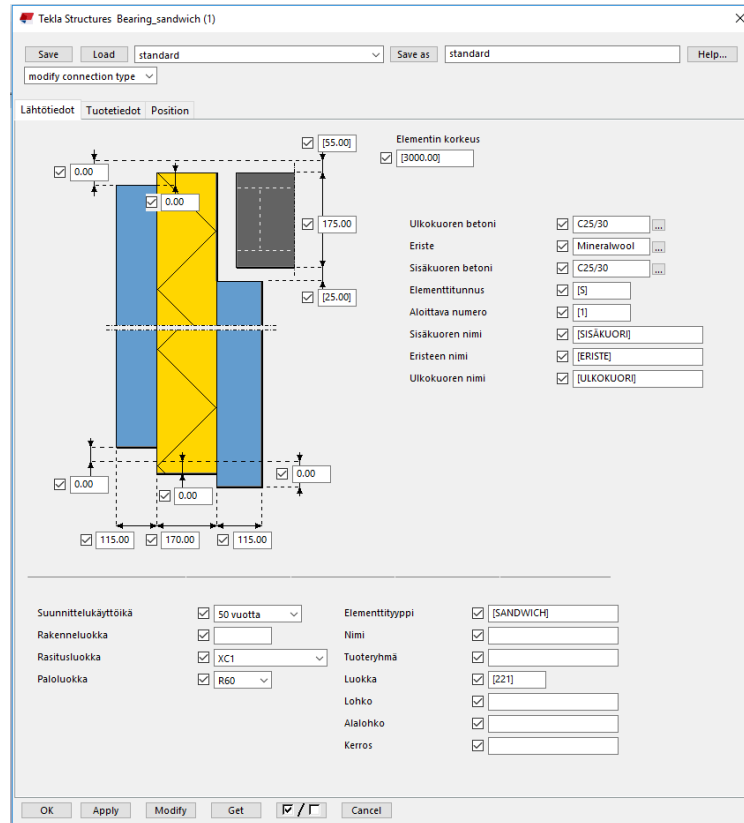 Tekla Structures Bearing_sandwich (1)
Save Load standard Save as standard Help...
modify connection type
Lähtötiedot Tuotetiedot Position
[55.00] Elementin korkeus
0.00 [3000.00]
0.00
175.00 Ulkokuoren betoni C25/30 ...
Eriste Mineralwool ...
Sisäkuoren betoni C25/30 ...
[25.00] Elementtitunnus [S]
Aloittava numero [1]
Sisäkuoren nimi [SISÄKUORI]
Eristeen nimi [ERISTE]
Ulkokuoren nimi [ULKOKUORI]
0.00
0.00
0.00
115.00 170.00 115.00
Suunnittelukäyttöikä 50 vuotta Elementtityyppi [SANDWICH]
Rakenneluokka Nimi
Rasitusluokka XC1 Tuoteryhmä
Paloluokka R60 Luokka [221]
Lohko
Alalohko
Kerros
OK Apply Modify Get / Cancel